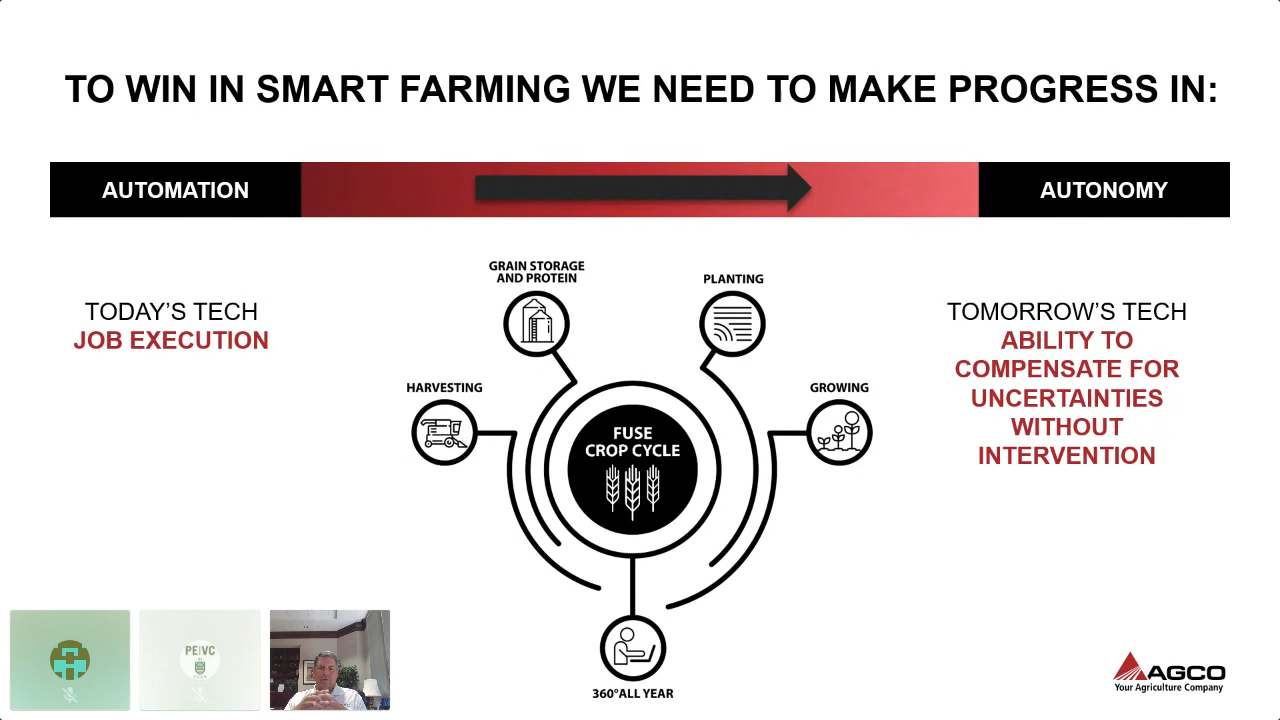 TO WIN IN SMART FARMING WE NEED TO MAKE PROGRESS IN:
AUTOMATION
AUTONOMY
TODAY’S TECH
JOB EXECUTION
GRAIN STORAGE
AND PROTEIN
PLANTING
HARVESTING
GROWING
FUSE
CROP CYCLE
360°ALL YEAR
TOMORROW’S TECH
ABILITY TO
COMPENSATE FOR
UNCERTAINTIES
WITHOUT
INTERVENTION
PE|VC
AGCO
Your Agriculture Company